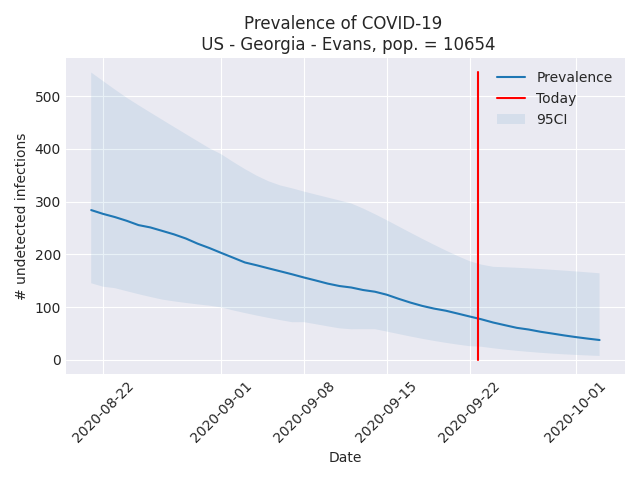 Prevalence of COVID-19
US - Georgia - Evans, pop. = 10654
Prevalence
Today
95CI
# undetected infections
500
400
300
200
100
0
2020-08-22
2020-09-01
2020-09-08
2020-09-15
2020-09-22
2020-10-01
Date